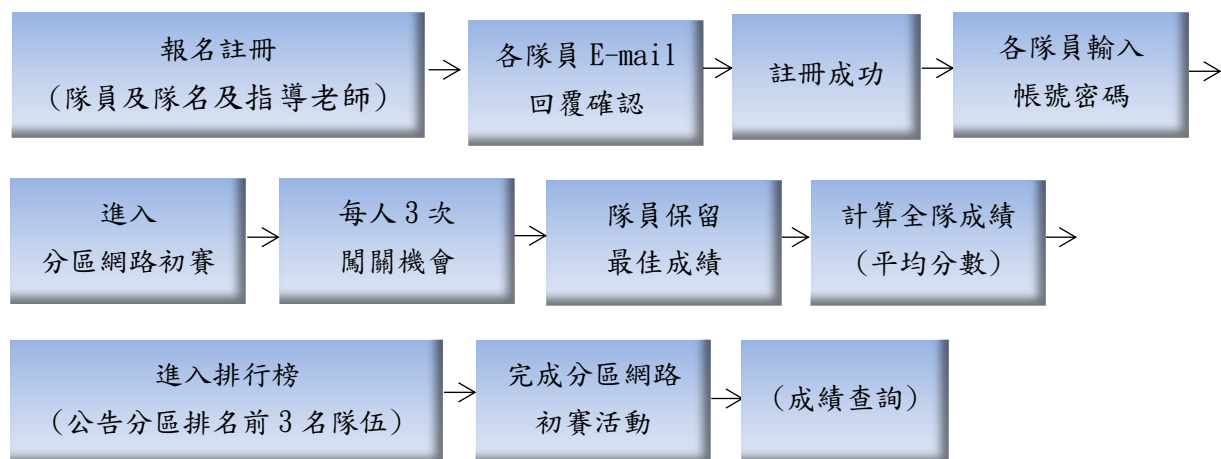 報名註冊
(隊員及隊名及指導老師)
各隊員 E-mail
回覆確認
註冊成功
各隊員輸入
帳號密碼
進入
分區網路初賽
每人 3 次
闖關機會
隊員保留
最佳成績
計算全隊成績
(平均分數)
進入排行榜
(公告分區排名前 3 名隊伍)
完成分區網路
初賽活動
(成績查詢)